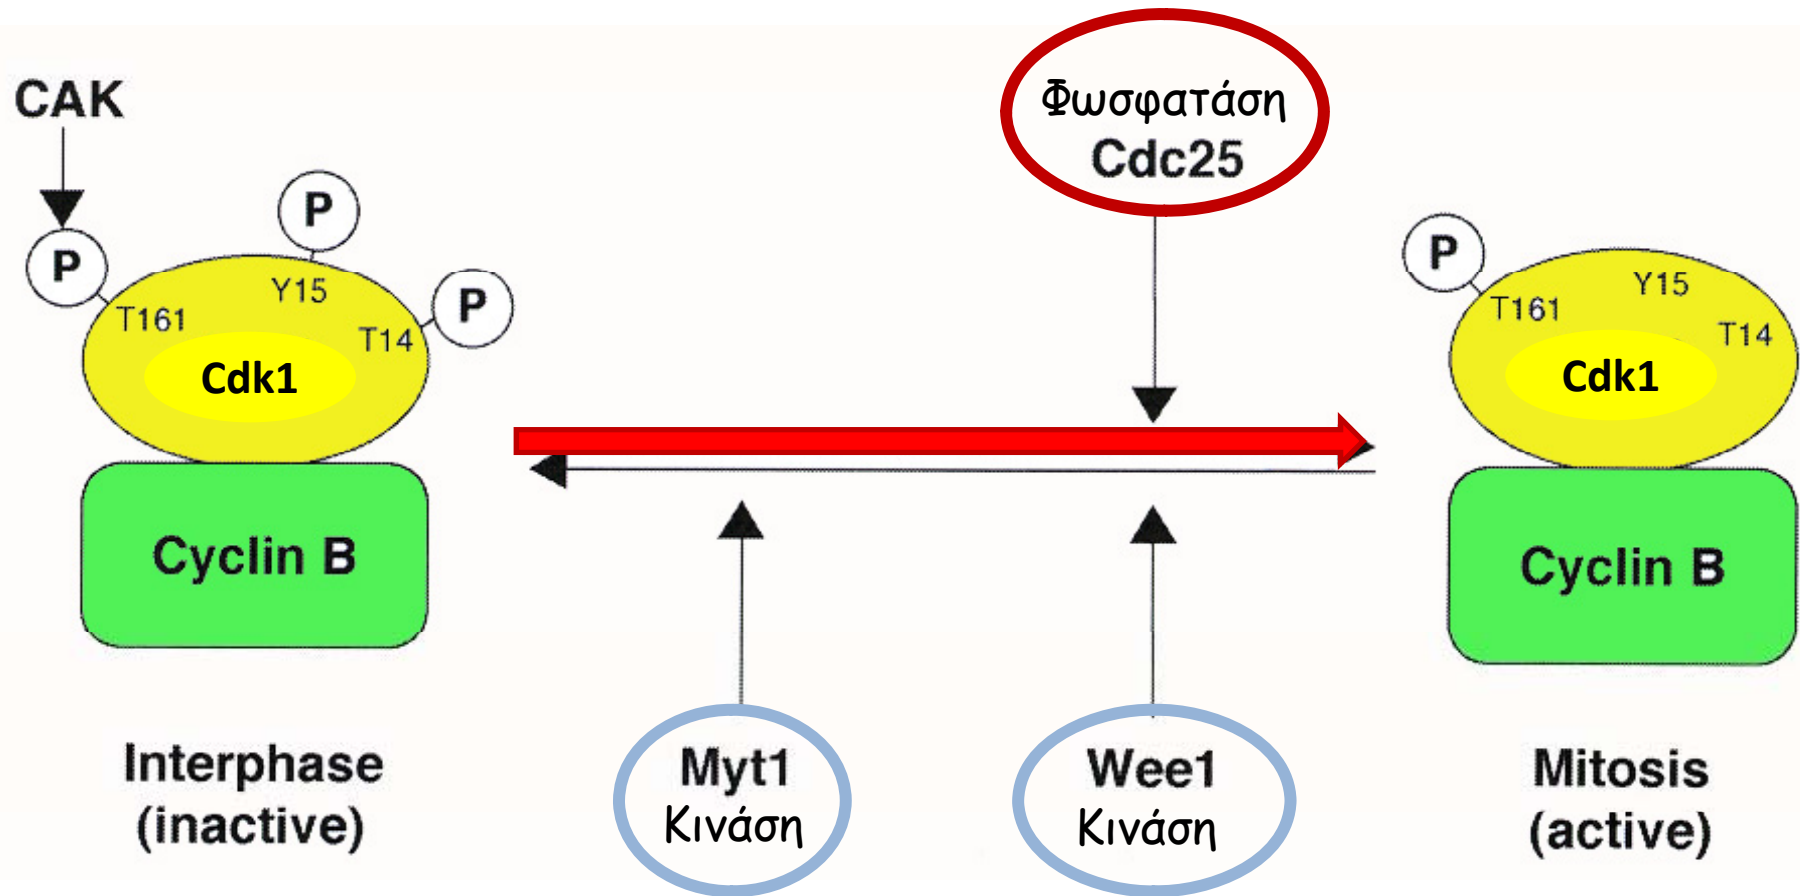 CAK
P
P
P
T161
Y15
T14
Cdk1
Cyclin B
Interphase
(inactive)
Φωσφατάση
Cdc25
Myt1
Κινάση
Wee1
Κινάση
P
T161
Y15
T14
Cdk1
Cyclin B
Mitosis
(active)